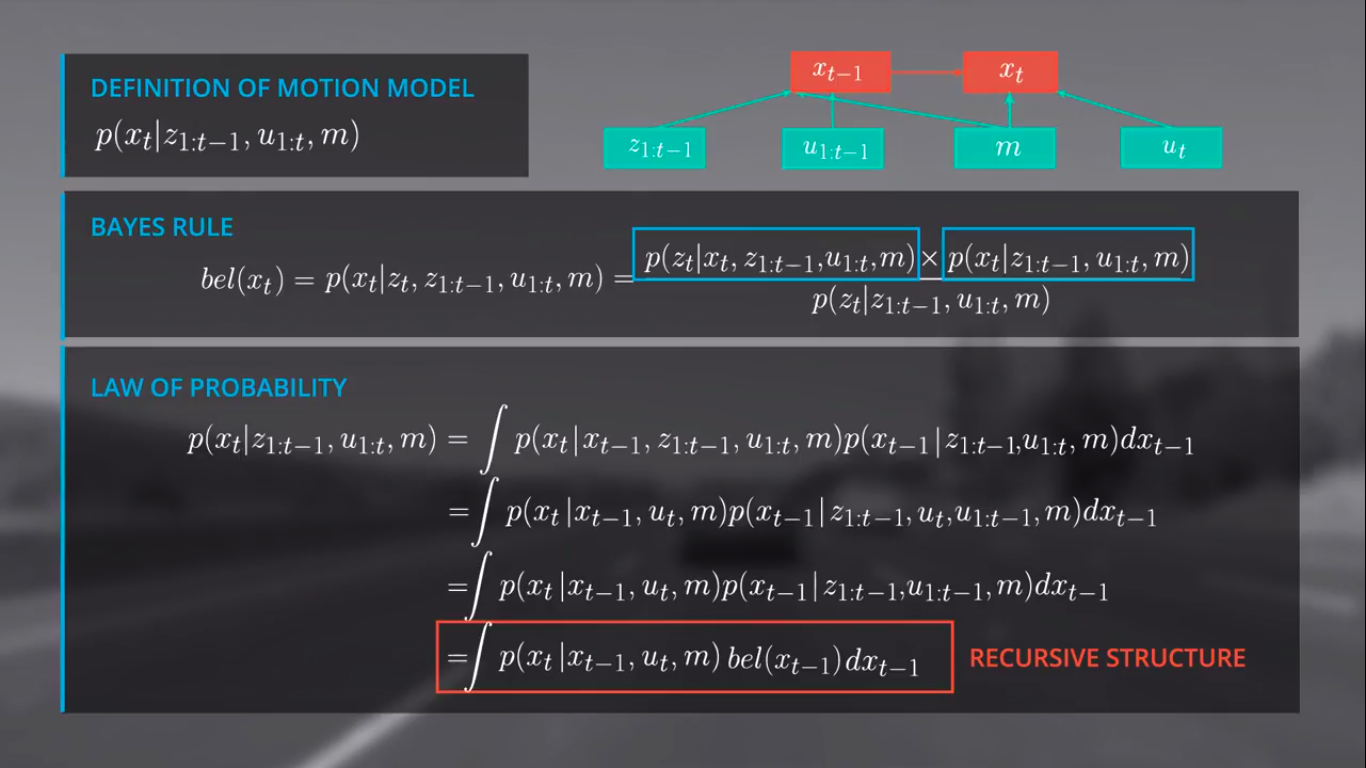 DEFINITION OF MOTION MODEL
p(x_t|z_{1:t−1}, u_{1:t}, m)
x_{t−1}
x_t
z_{1:t−1}
u_{1:t−1}
m
u_t
BAYES RULE
bel(x_t) = p(x_t|z_t, z_{1:t−1}, u_{1:t}, m) = p(z_t|x_t, z_{1:t−1},u_{1:t},m) × p(x_t|z_{1:t−1}, u_{1:t}, m)
p(z_t|z_{1:t−1}, u_{1:t}, m)
LAW OF PROBABILITY
p(x_t|z_{1:t−1}, u_{1:t}, m) = ∫ p(x_t|x_{t−1}, z_{1:t−1}, u_{1:t}, m)p(x_{t−1}|z_{1:t−1},u_{1:t}, m)dx_{t−1}
=∫ p(x_t|x_{t−1}, u_t, m)p(x_{t−1}|z_{1:t−1}, u_t,u_{1:t−1}, m)dx_{t−1}
=∫ p(x_t|x_{t−1}, u_t, m)p(x_{t−1}|z_{1:t−1},u_{1:t−1}, m)dx_{t−1}
=∫ p(x_t|x_{t−1}, u_t, m) bel(x_{t−1})dx_{t−1} RECURSIVE STRUCTURE